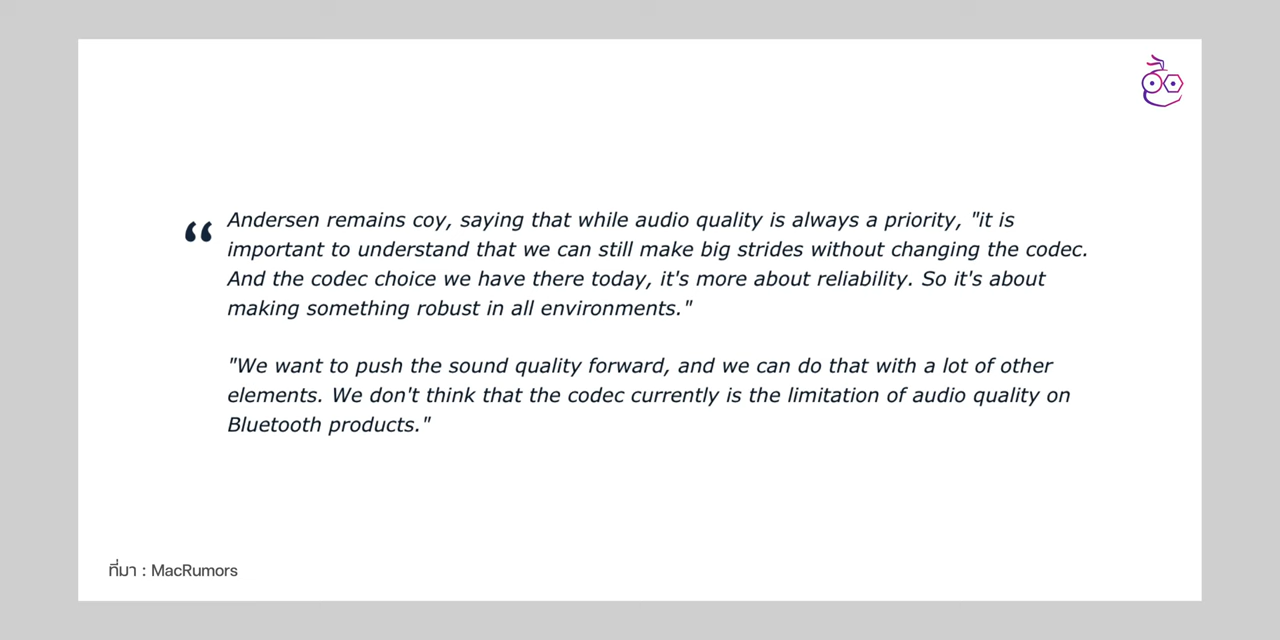 “ Andersen remains coy, saying that while audio quality is always a priority, "it is
important to understand that we can still make big strides without changing the codec.
And the codec choice we have there today, it's more about reliability. So it's about
making something robust in all environments."
"We want to push the sound quality forward, and we can do that with a lot of other
elements. We don't think that the codec currently is the limitation of audio quality on
Bluetooth products."
ที่มา : MacRumors